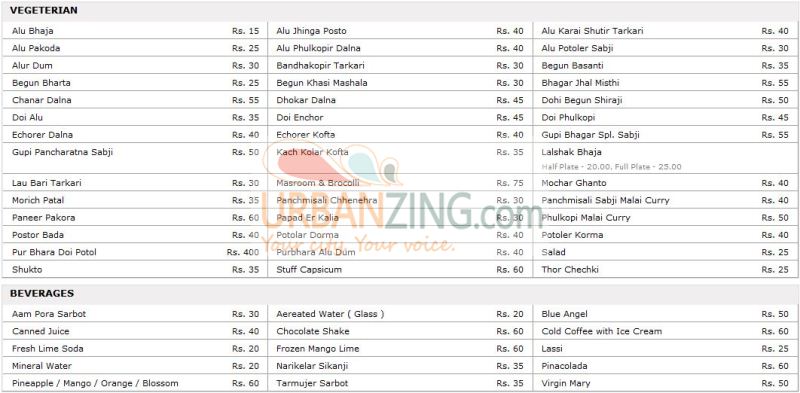 VEGETERIAN
Alu Bhaja Rs. 15 Alu Jhinga Posto Rs. 40 Alu Karai Shutir Tarkari Rs. 40
Alu Pakoda Rs. 25 Alu Phulkopir Dalna Rs. 40 Alu Potoler Sabji Rs. 30
Alur Dum Rs. 30 Bandhakopir Tarkari Rs. 30 Begun Basanti Rs. 35
Begun Bharta Rs. 25 Begun Khasi Mashala Rs. 30 Bhagar Jhal Misthi Rs. 55
Chanar Dalna Rs. 55 Dhokar Dalna Rs. 45 Dohi Begun Shiraji Rs. 50
Doi Alu Rs. 35 Doi Enchor Rs. 45 Doi Phulkopi Rs. 45
Echorer Dalna Rs. 40 Echorer Kofta Rs. 40 Gupi Bhagar Spl. Sabji Rs. 55
Gupi Pancharatna Sabji Rs. 50 Kach Kolar Kofta Rs. 35 Lalshak Bhaja
Half Plate - 20.00, Full Plate - 25.00
Lau Bari Tarkari Rs. 30 Masroom & Brocolli Rs. 75 Mochar Ghanto Rs. 40
Morich Patal Rs. 35 Panchmisali Chhenehra Rs. 30 Panchmisali Sabji Malai Curry Rs. 40
Paneer Pakora Rs. 60 Papad Er Kalia Rs. 30 Phulkopi Malai Curry Rs. 50
Postor Bada Rs. 40 Potolar Dorma Rs. 40 Potoler Korma Rs. 40
Pur Bhara Doi Potol Rs. 400 Purbhara Alu Dum Rs. 40 Salad Rs. 25
Shukto Rs. 35 Stuff Capsicum Rs. 60 Thor Chechki Rs. 25
URBANZING.com
Your city. Your voice.
BEVERAGES
Aam Pora Sarbot Rs. 30 Aereated Water ( Glass ) Rs. 20 Blue Angel Rs. 50
Canned Juice Rs. 40 Chocolate Shake Rs. 60 Cold Coffee with Ice Cream Rs. 60
Fresh Lime Soda Rs. 20 Frozen Mango Lime Rs. 60 Lassi Rs. 25
Mineral Water Rs. 20 Narikelar Sikanji Rs. 35 Pinacolada Rs. 60
Pineapple / Mango / Orange / Blossom Rs. 60 Tarmujer Sarbot Rs. 35 Virgin Mary Rs. 50